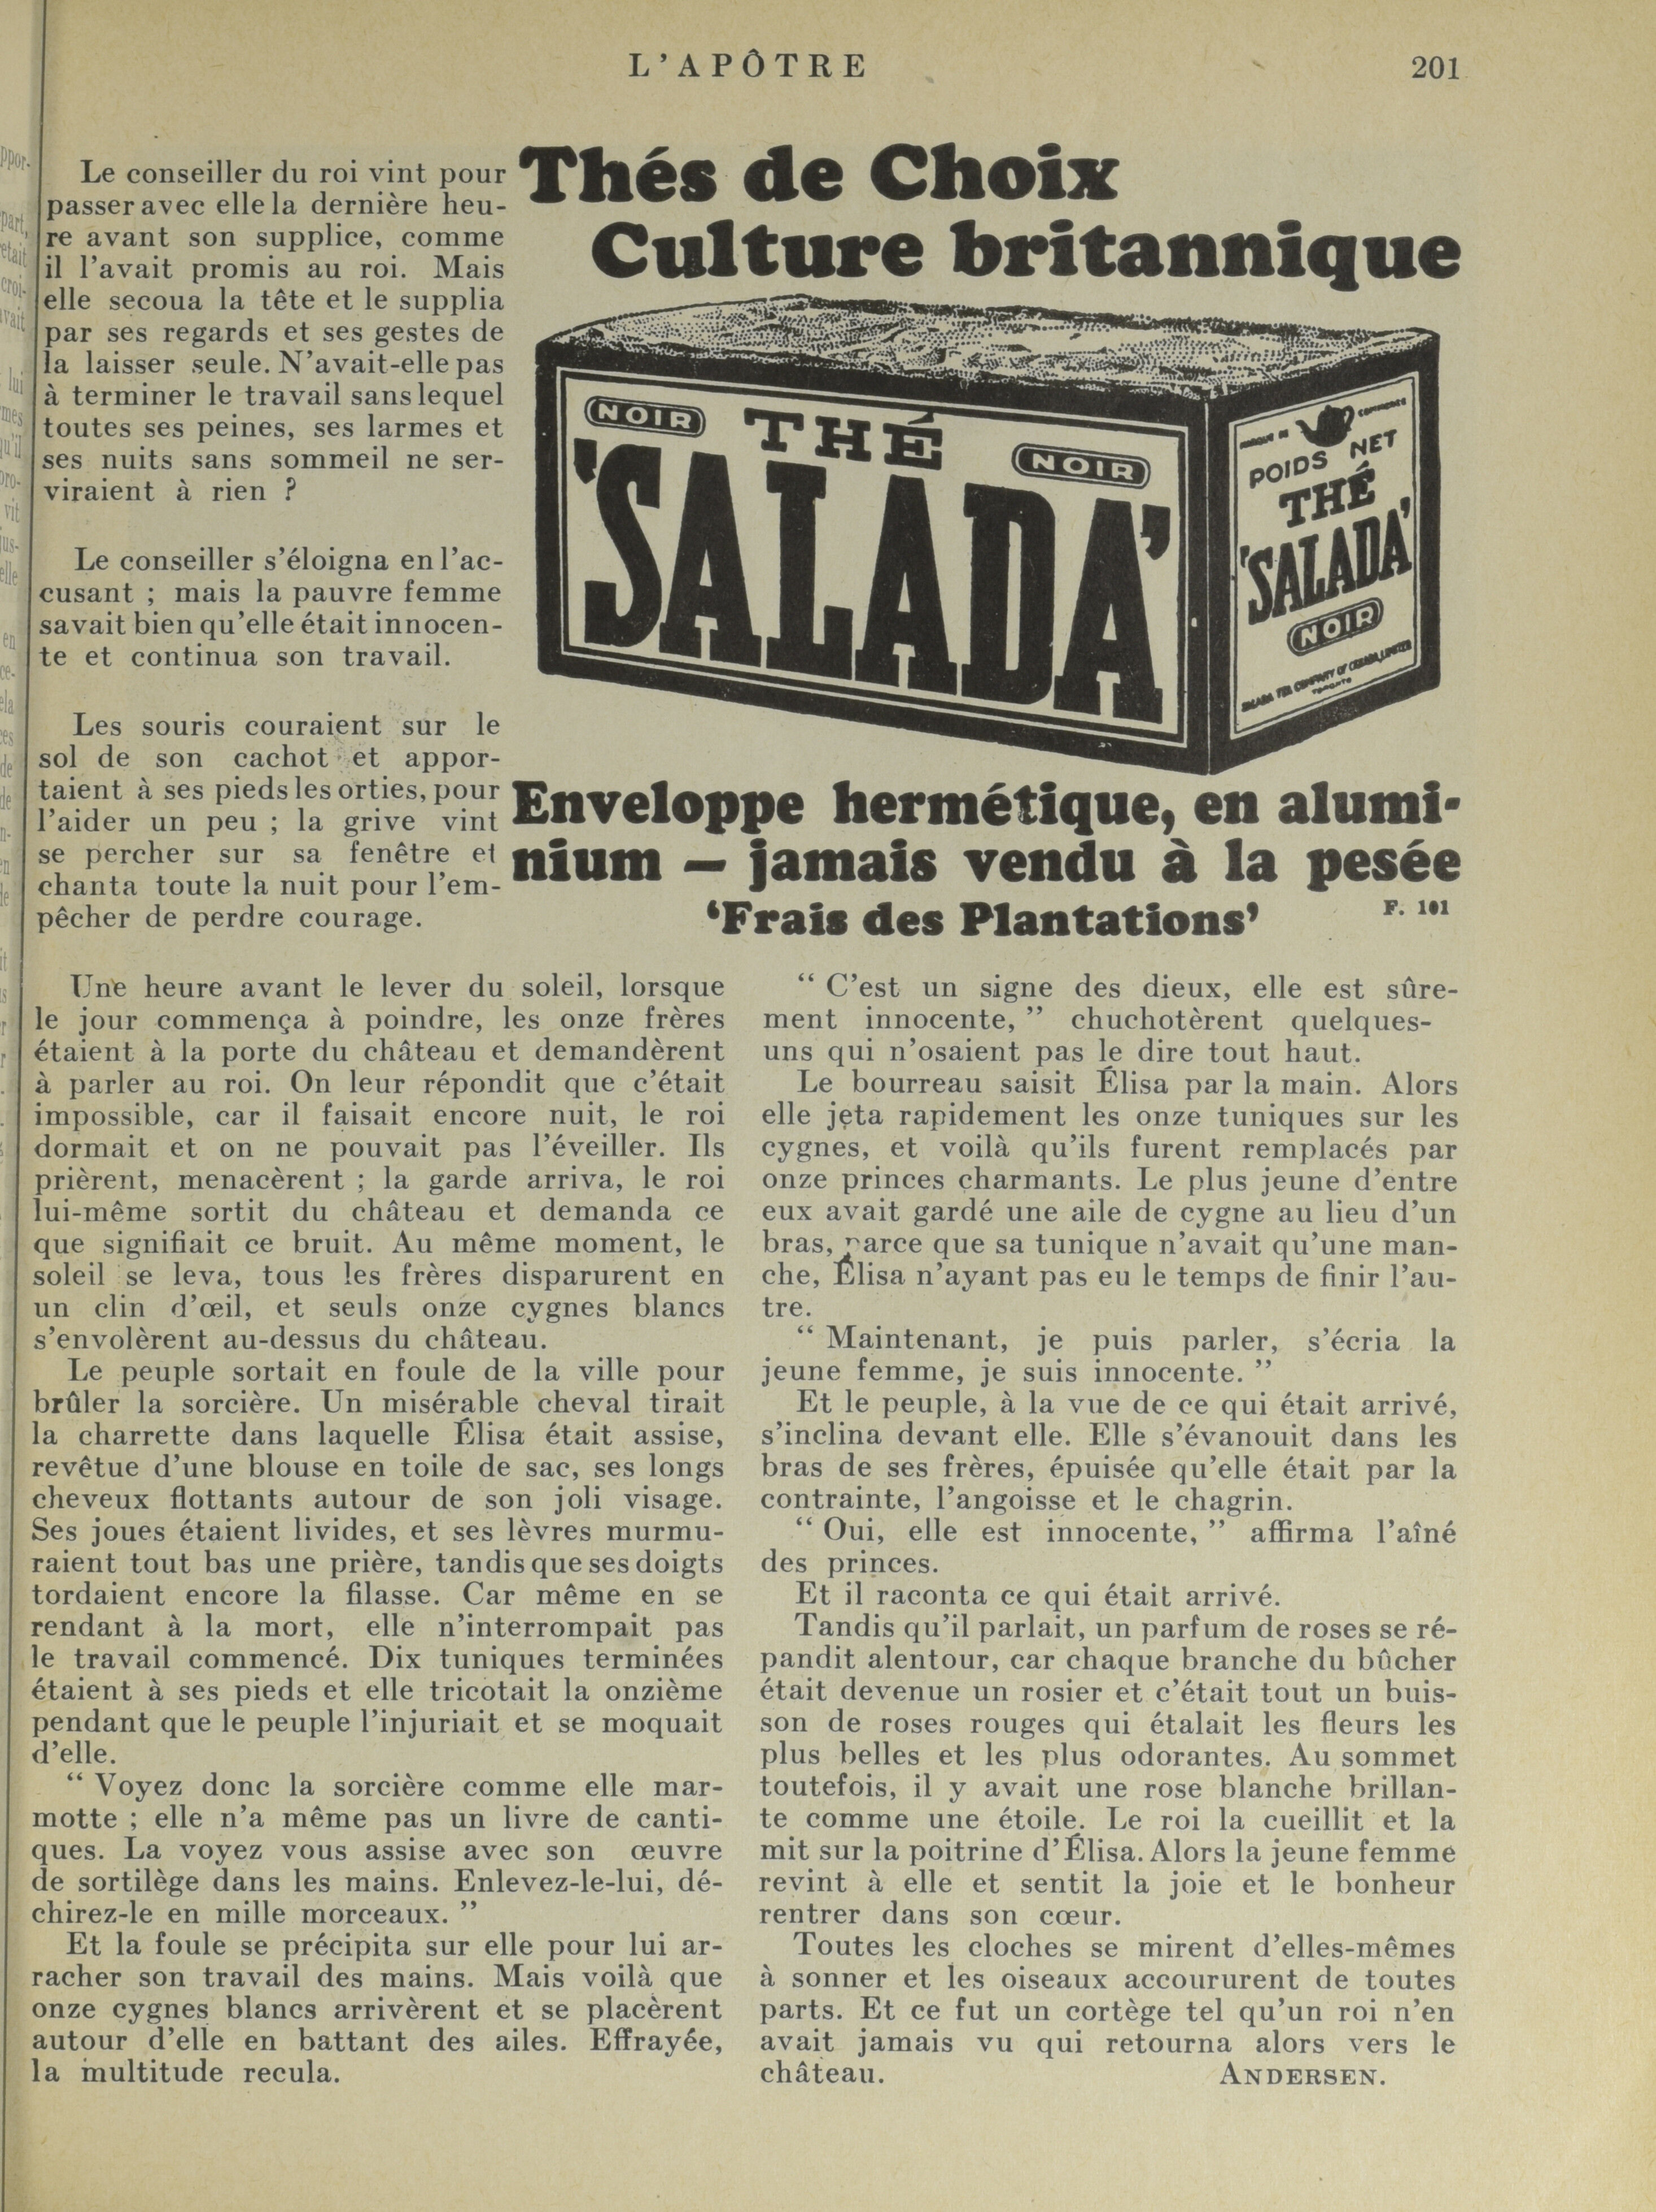 L'APÔTRE
201
Le conseiller du roi vint pour
passer avec elle la dernière heu-
re avant son supplice, comme
il l'avait promis au roi. Mais
elle secoua la tête et le supplia
par ses regards et ses gestes de
la laisser seule. N'avait-elle pas
à terminer le travail sans lequel
toutes ses peines, ses larmes et
ses nuits sans sommeil ne ser-
viraient à rien ?
Le conseiller s'éloigna en l'ac-
cusant ; mais la pauvre femme
savait bien qu'elle était innocen-
te et continua son travail.
Les souris couraient sur le
sol de son cachot et appor-
taient à ses pieds les orties, pour
l'aider un peu ; la grive vint
se percher sur sa fenêtre et
chanta toute la nuit pour l'em-
pêcher de perdre courage.
Thés de Choix
Culture britannique
NOIR THÉ NOIR
'SALADA'
MARQUE DE COMMERCE
POIDS NET
THÉ
'SALADA'
NOIR
SALADA TEA COMPANY OF CANADA, LIMITED
TORONTO
Enveloppe hermétique, en alumi-
nium — jamais vendu à la pesée
'Frais des Plantations'
F. 101
Une heure avant le lever du soleil, lorsque
le jour commença à poindre, les onze frères
étaient à la porte du château et demandèrent
à parler au roi. On leur répondit que c'était
impossible, car il faisait encore nuit, le roi
dormait et on ne pouvait pas l'éveiller. Ils
prièrent, menacèrent ; la garde arriva, le roi
lui-même sortit du château et demanda ce
que signifiait ce bruit. Au même moment, le
soleil se leva, tous les frères disparurent en
un clin d'œil, et seuls onze cygnes blancs
s'envolèrent au-dessus du château.
Le peuple sortait en foule de la ville pour
brûler la sorcière. Un misérable cheval tirait
la charrette dans laquelle Élisa était assise,
revêtue d'une blouse en toile de sac, ses longs
cheveux flottants autour de son joli visage.
Ses joues étaient livides, et ses lèvres murmu-
raient tout bas une prière, tandis que ses doigts
tordaient encore la filasse. Car même en se
rendant à la mort, elle n'interrompait pas
le travail commencé. Dix tuniques terminées
étaient à ses pieds et elle tricotait la onzième
pendant que le peuple l'injuriait et se moquait
d'elle.
“ Voyez donc la sorcière comme elle mar-
motte ; elle n'a même pas un livre de canti-
ques. La voyez vous assise avec son œuvre
de sortilège dans les mains. Enlevez-le-lui, dé-
chirez-le en mille morceaux. ”
Et la foule se précipita sur elle pour lui ar-
racher son travail des mains. Mais voilà que
onze cygnes blancs arrivèrent et se placèrent
autour d'elle en battant des ailes. Effrayée,
la multitude recula.
“ C'est un signe des dieux, elle est sûre-
ment innocente, ” chuchotèrent quelques-
uns qui n'osaient pas le dire tout haut.
Le bourreau saisit Élisa par la main. Alors
elle jeta rapidement les onze tuniques sur les
cygnes, et voilà qu'ils furent remplacés par
onze princes charmants. Le plus jeune d'entre
eux avait gardé une aile de cygne au lieu d'un
bras, parce que sa tunique n'avait qu'une man-
che, Élisa n'ayant pas eu le temps de finir l'au-
tre.
“ Maintenant, je puis parler, s'écria la
jeune femme, je suis innocente. ”
Et le peuple, à la vue de ce qui était arrivé,
s'inclina devant elle. Elle s'évanouit dans les
bras de ses frères, épuisée qu'elle était par la
contrainte, l'angoisse et le chagrin.
“ Oui, elle est innocente, ” affirma l'aîné
des princes.
Et il raconta ce qui était arrivé.
Tandis qu'il parlait, un parfum de roses se ré-
pandit alentour, car chaque branche du bûcher
était devenue un rosier et c'était tout un buis-
son de roses rouges qui étalait les fleurs les
plus belles et les plus odorantes. Au sommet
toutefois, il y avait une rose blanche brillan-
te comme une étoile. Le roi la cueillit et la
mit sur la poitrine d'Élisa. Alors la jeune femme
revint à elle et sentit la joie et le bonheur
rentrer dans son cœur.
Toutes les cloches se mirent d'elles-mêmes
à sonner et les oiseaux accoururent de toutes
parts. Et ce fut un cortège tel qu'un roi n'en
avait jamais vu qui retourna alors vers le
château. ANDERSEN.